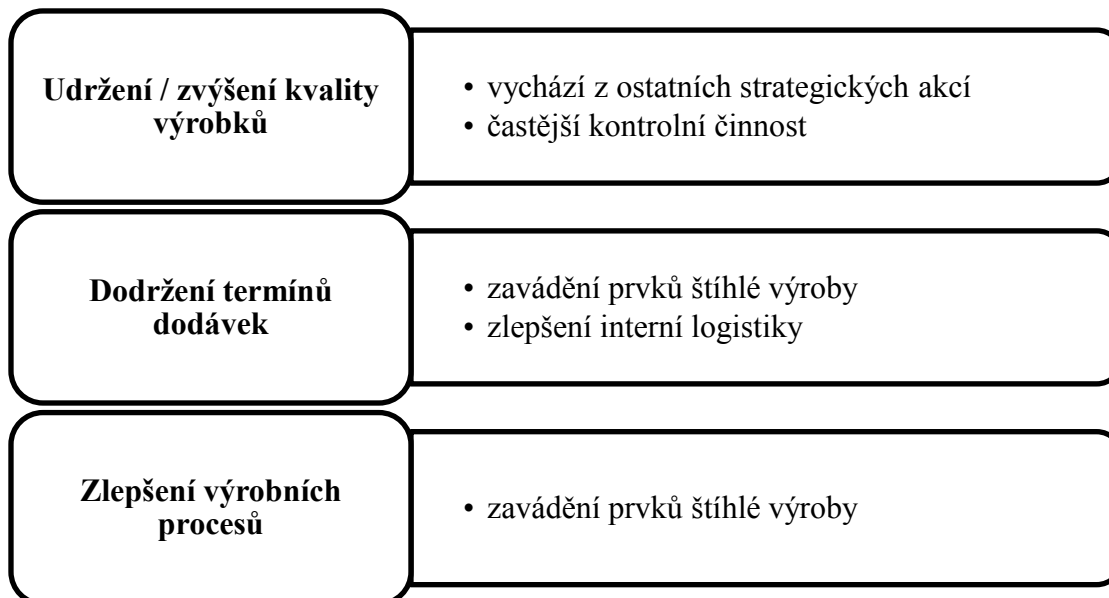 Udržení / zvýšení kvality
výrobků
• vychází z ostatních strategických akcí
• častější kontrolní činnost
Dodržení termínů
dodávek
• zavádění prvků štíhlé výroby
• zlepšení interní logistiky
Zlepšení výrobních
procesů
• zavádění prvků štíhlé výroby